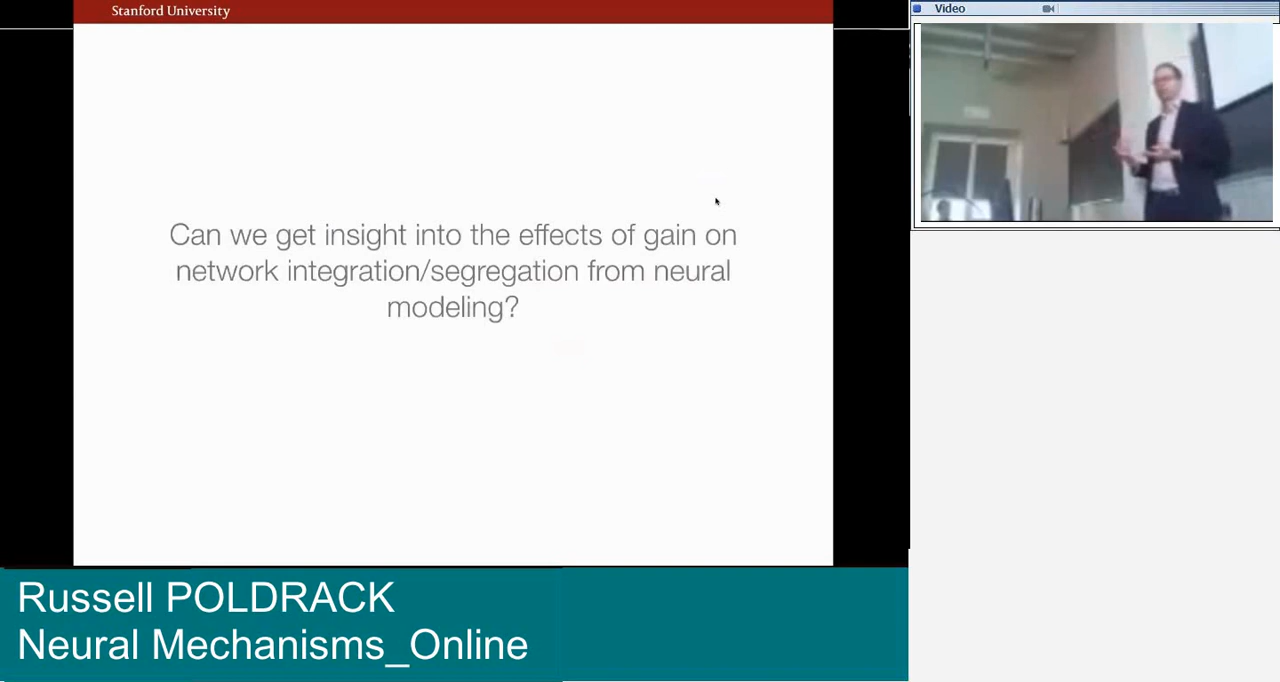 Stanford University
Video
Can we get insight into the effects of gain on
network integration/segregation from neural
modeling?
Russell POLDRACK
Neural Mechanisms_Online